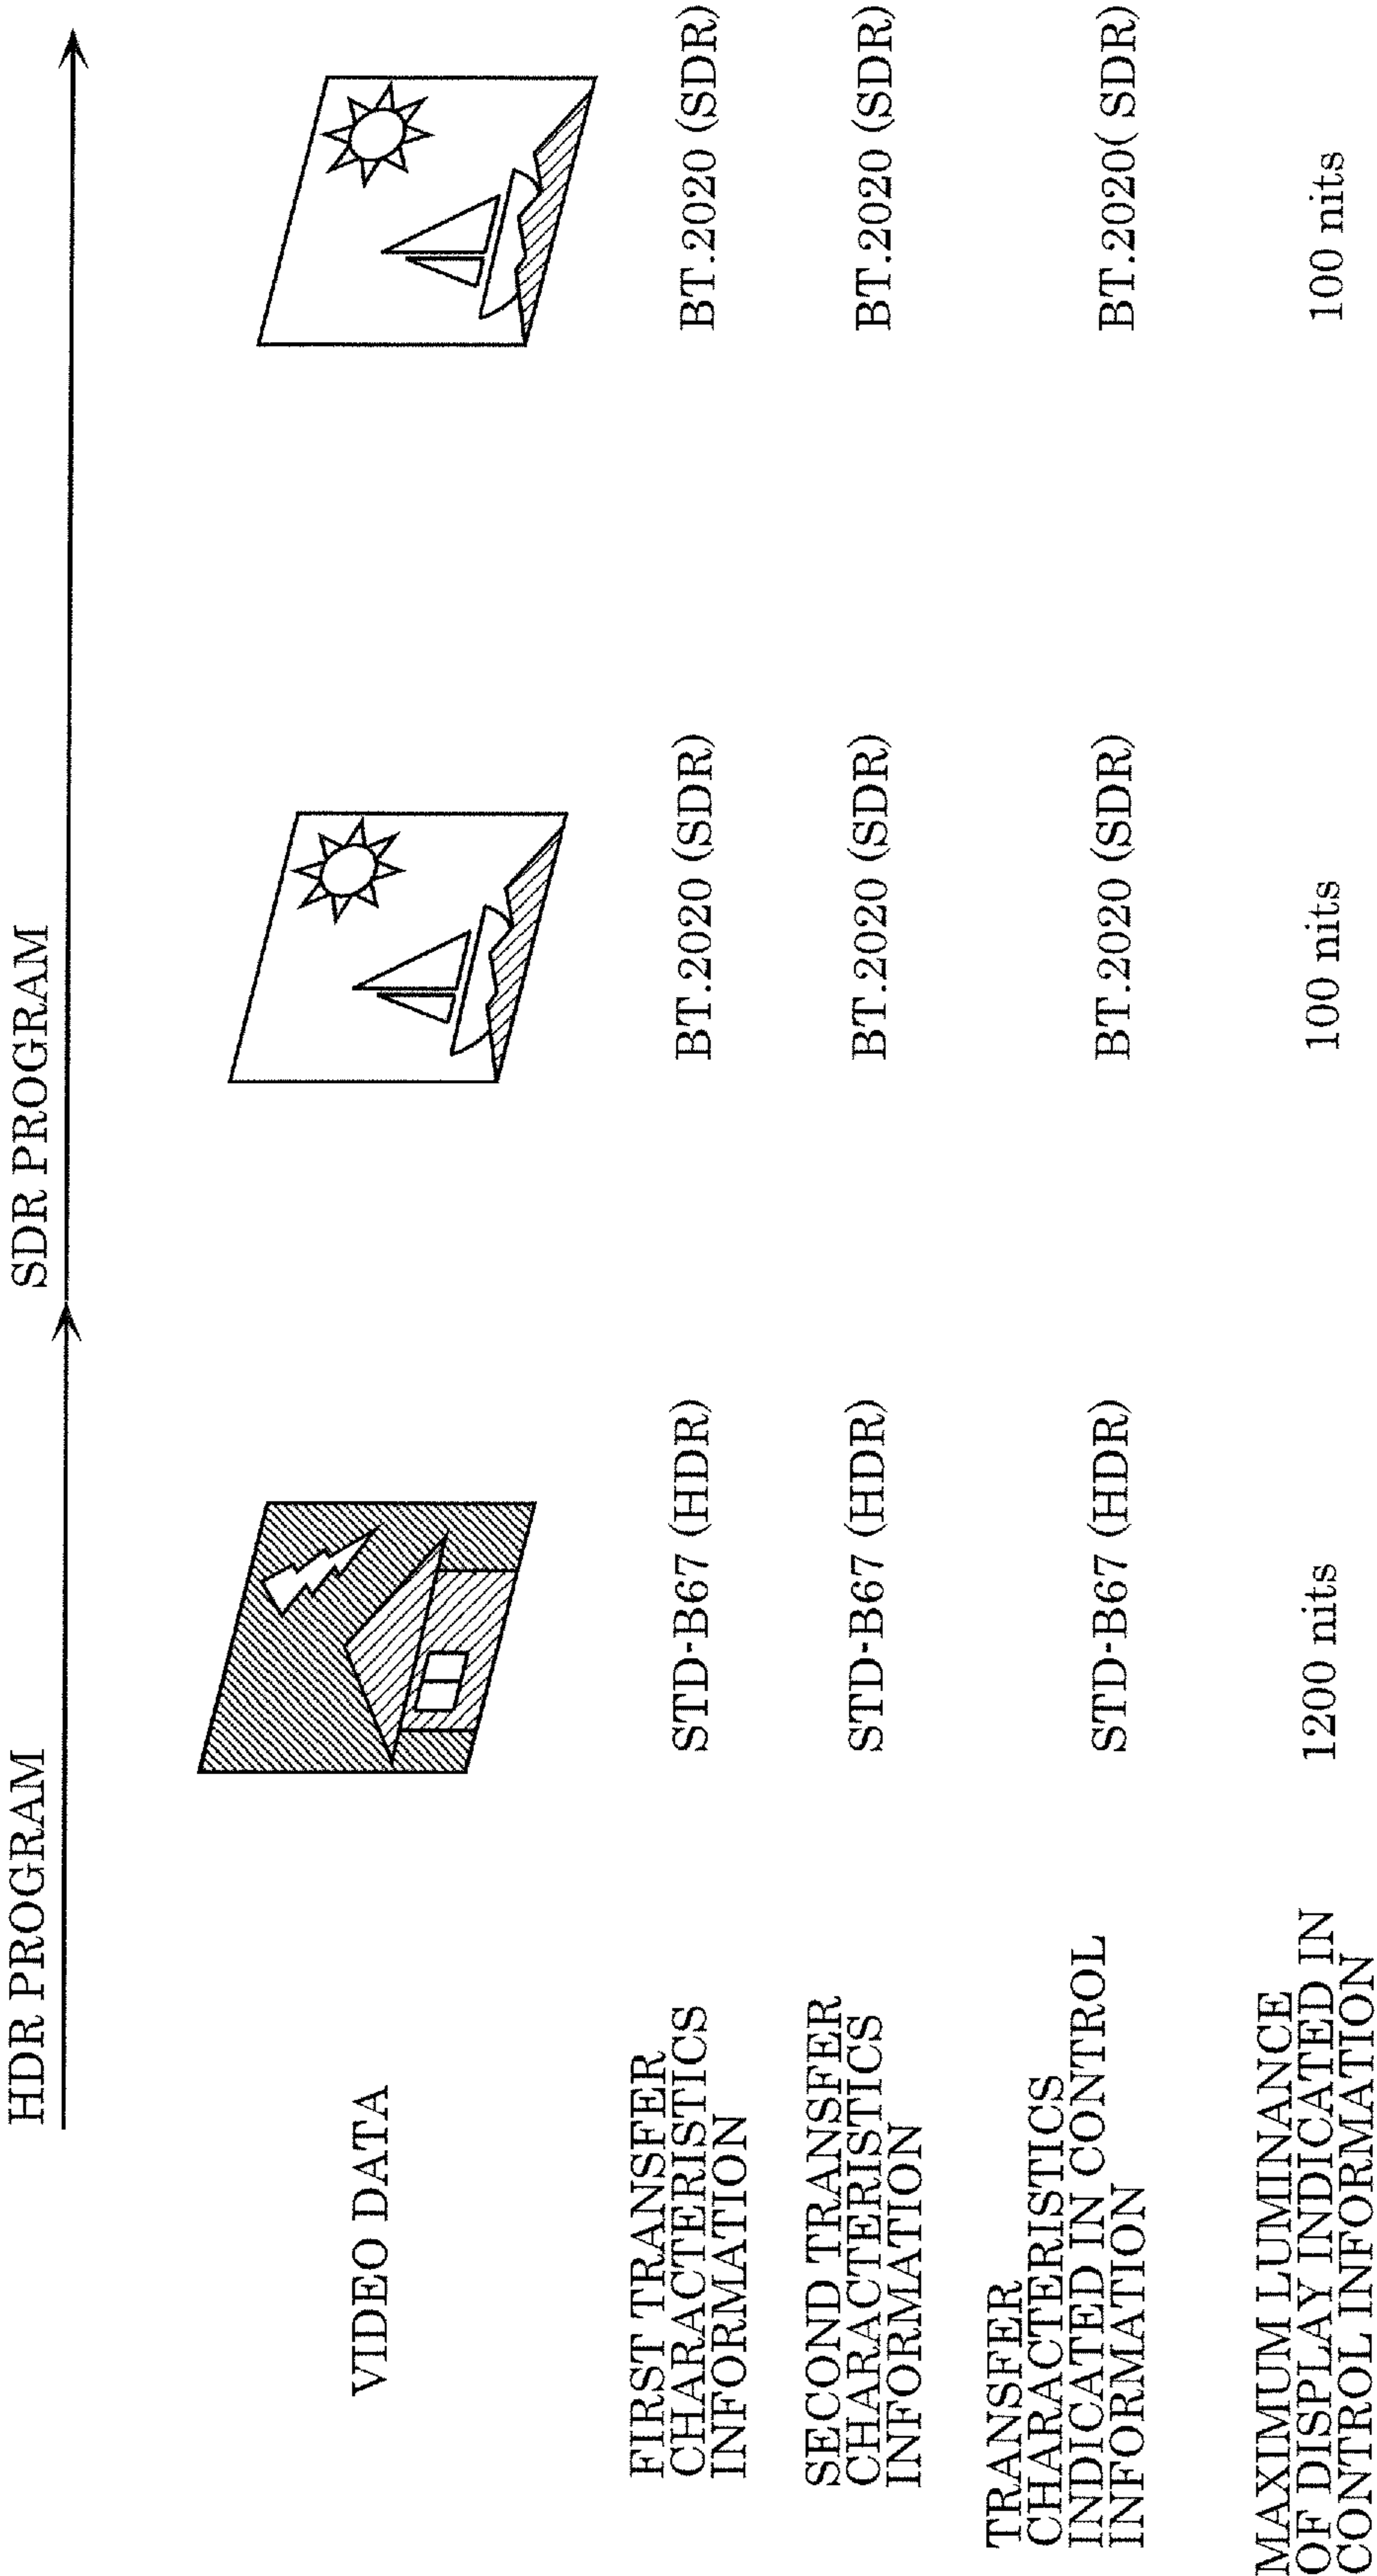 HDR PROGRAM
SDR PROGRAM
VIDEO DATA
FIRST TRANSFER
CHARACTERISTICS
INFORMATION
STD-B67 (HDR)
BT.2020 (SDR)
BT.2020 (SDR)
SECOND TRANSFER
CHARACTERISTICS
INFORMATION
STD-B67 (HDR)
BT.2020 (SDR)
BT.2020 (SDR)
TRANSFER
CHARACTERISTICS
INDICATED IN CONTROL
INFORMATION
STD-B67 (HDR)
BT.2020 (SDR)
BT.2020( SDR)
MAXIMUM LUMINANCE
OF DISPLAY INDICATED IN
CONTROL INFORMATION
1200 nits
100 nits
100 nits